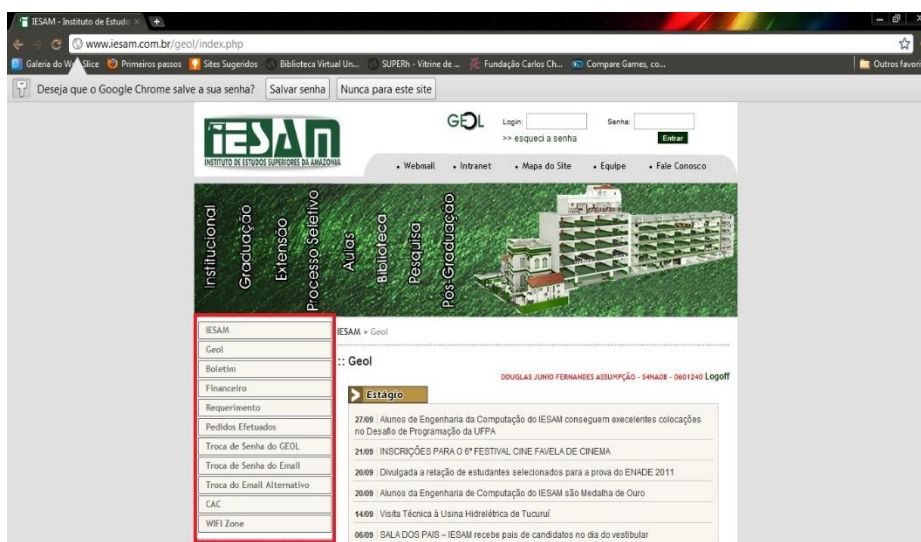 IESAM - Instituto de Estudo
www.iesam.com.br/geol/index.php
Galeria do W Slice Primeiros passos Sites Sugeridos Biblioteca Virtual Un... SUPERh - Vitrine de ... Fundação Carlos Ch... Compare Games, co... Outros favori
Deseja que o Google Chrome salve a sua senha? Salvar senha Nunca para este site
IESAM
INSTITUTO DE ESTUDOS SUPERIORES DA AMAZONIA
GEOL Login: Senha:
>> esqueci a senha Entrar
• Webmail • Intranet • Mapa do Site • Equipe • Fale Conosco
Institucional
Graduação
Extensão
Processo Seletivo
Aulas
Biblioteca
Pesquisa
Pós-Graduação
IESAM
Geol
Boletim
Financeiro
Requerimento
Pedidos Efetuados
Troca de Senha do GEOL
Troca de Senha do Email
Troca do Email Alternativo
CAC
WIFI Zone
IESAM > Geol
:: Geol
DOUGLAS JUNIO FERNANDES ASSUMPÇÃO - S4NA08 - 0601240 Logoff
Estágio
27/09 | Alunos de Engenharia da Computação do IESAM conseguem execelentes colocações
no Desafio de Programação da UFPA
21/09 | INSCRIÇÕES PARA O 6º FESTIVAL CINE FAVELA DE CINEMA
20/09 | Divulgada a relação de estudantes selecionados para a prova do ENADE 2011
20/09 | Alunos da Engenharia de Computação do IESAM são Medalha de Ouro
14/09 | Visita Técnica à Usina Hidrelétrica de Tucuruí
06/09 | SALA DOS PAIS – IESAM recebe pais de candidatos no dia do vestibular